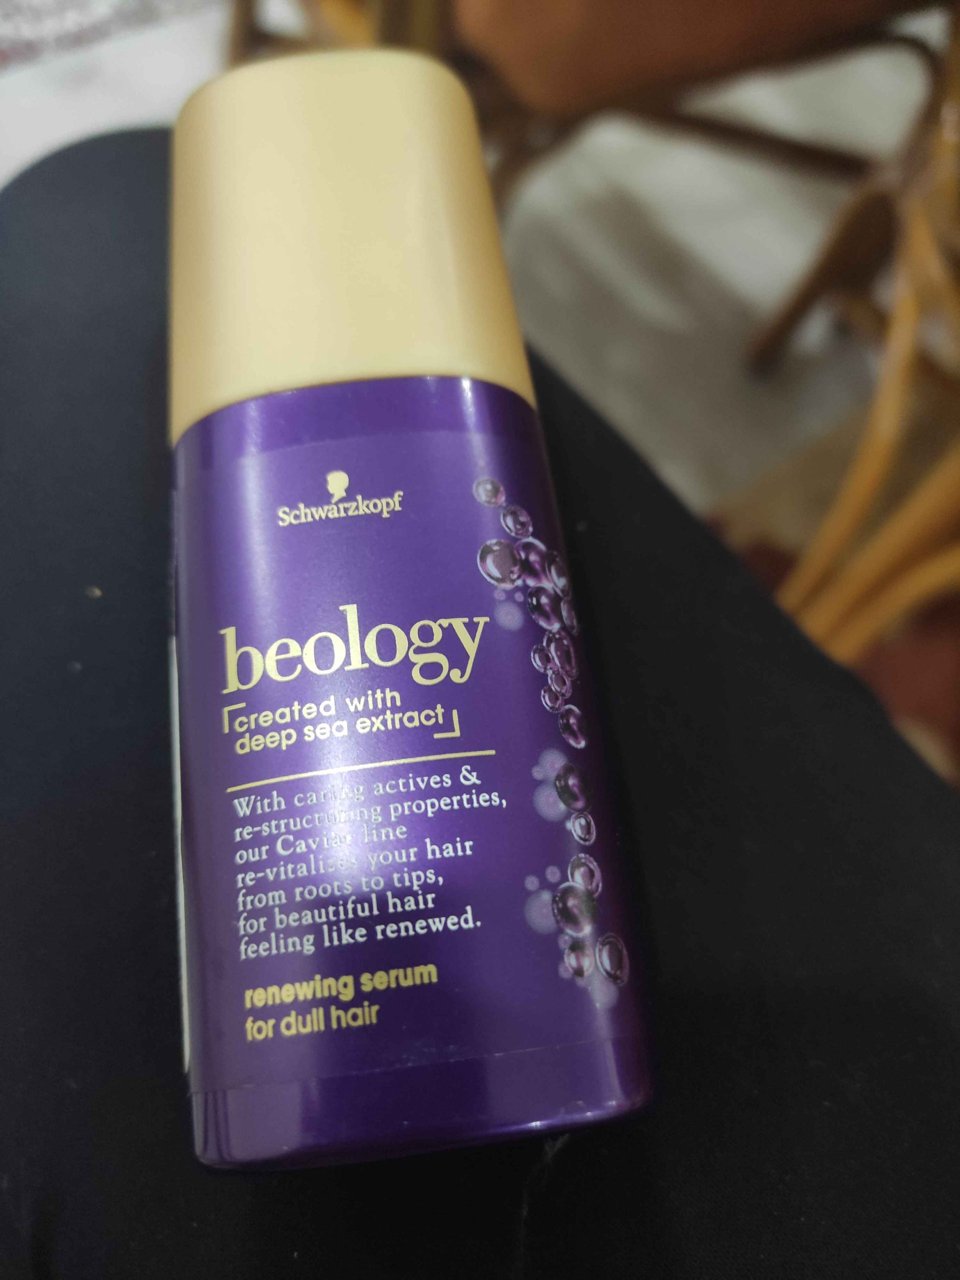 Schwarzkopf
beology
created with
deep sea extract
With caring actives &
re-structuring properties,
our Caviar line
re-vitalizes your hair
from roots to tips,
for beautiful hair
feeling like renewed.
renewing serum
for dull hair